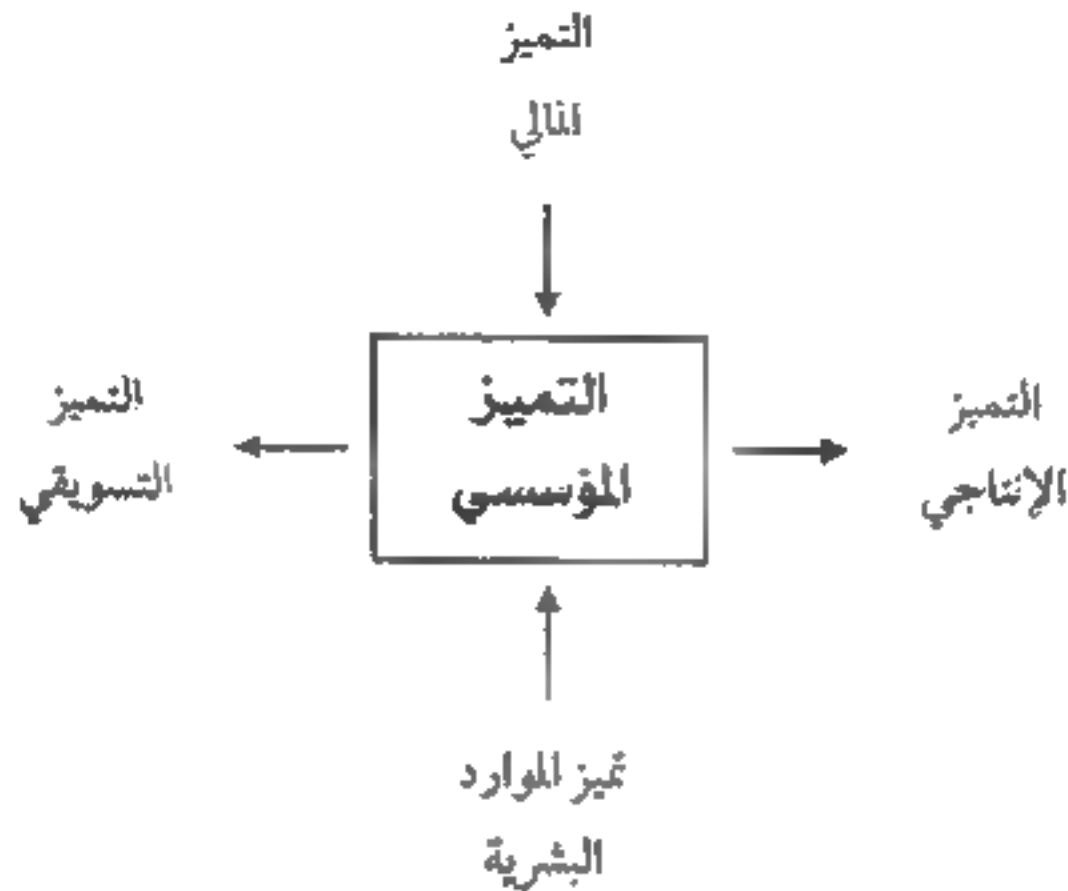 التميز
المالي
التميز
المؤسسي
التميز
الإنتاجي
التميز
التسويقي
تميز الموارد
البشرية